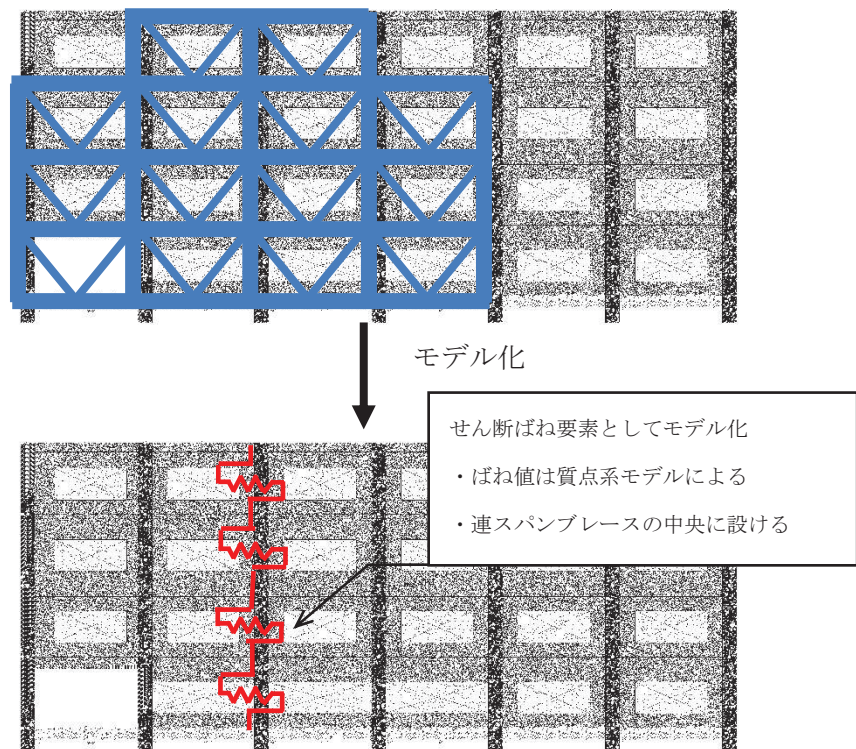 モデル化
せん断ばね要素としてモデル化
・ばね値は質点系モデルによる
・連スパンブレースの中央に設ける